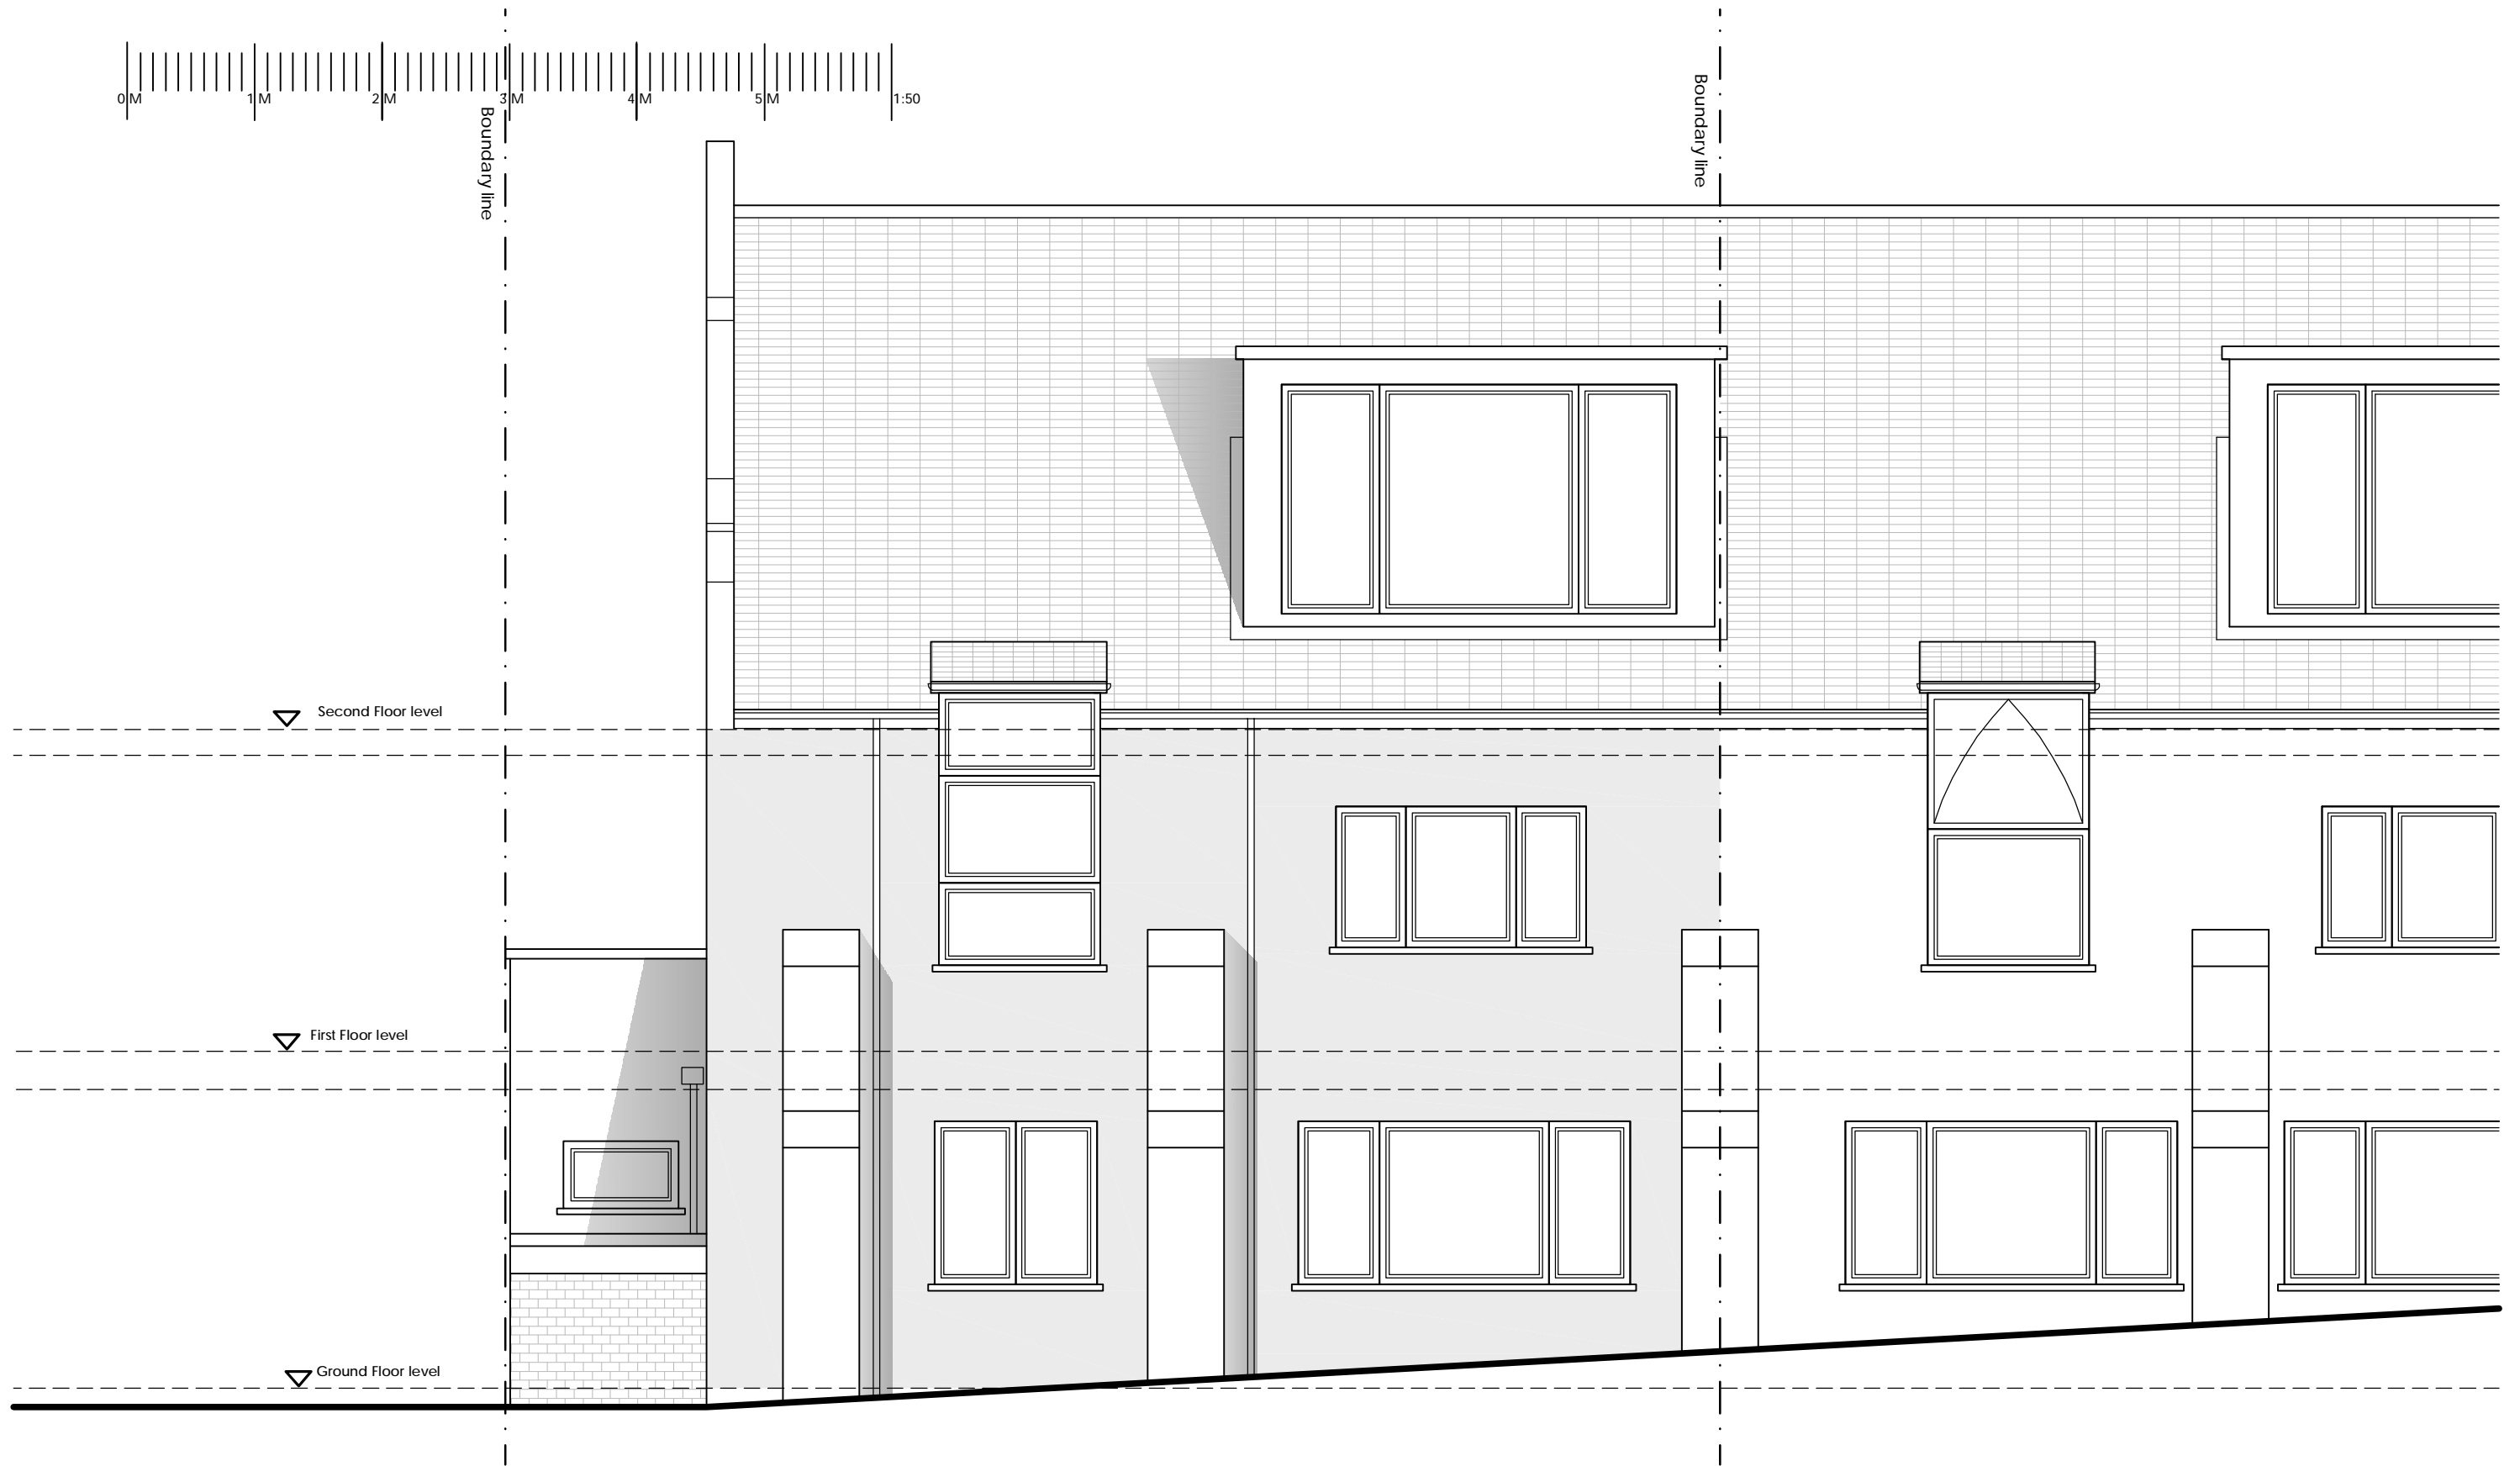 0 M 1 M 2 M 3 M 4 M 5 M 1:50
Boundary line
Boundary line
Second Floor level
First Floor level
Ground Floor level